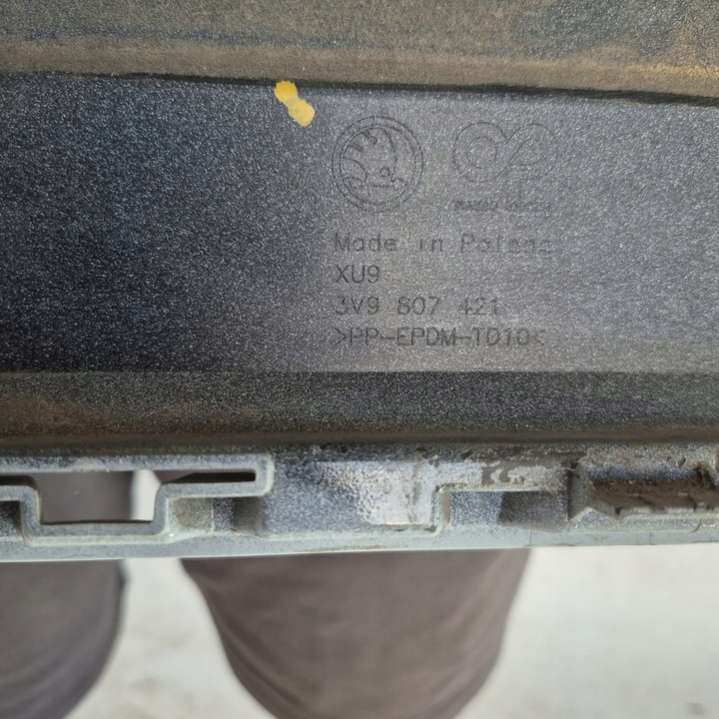 Made in Poland
XU9
3V9 807 421
>PP-EPDM-TD10<